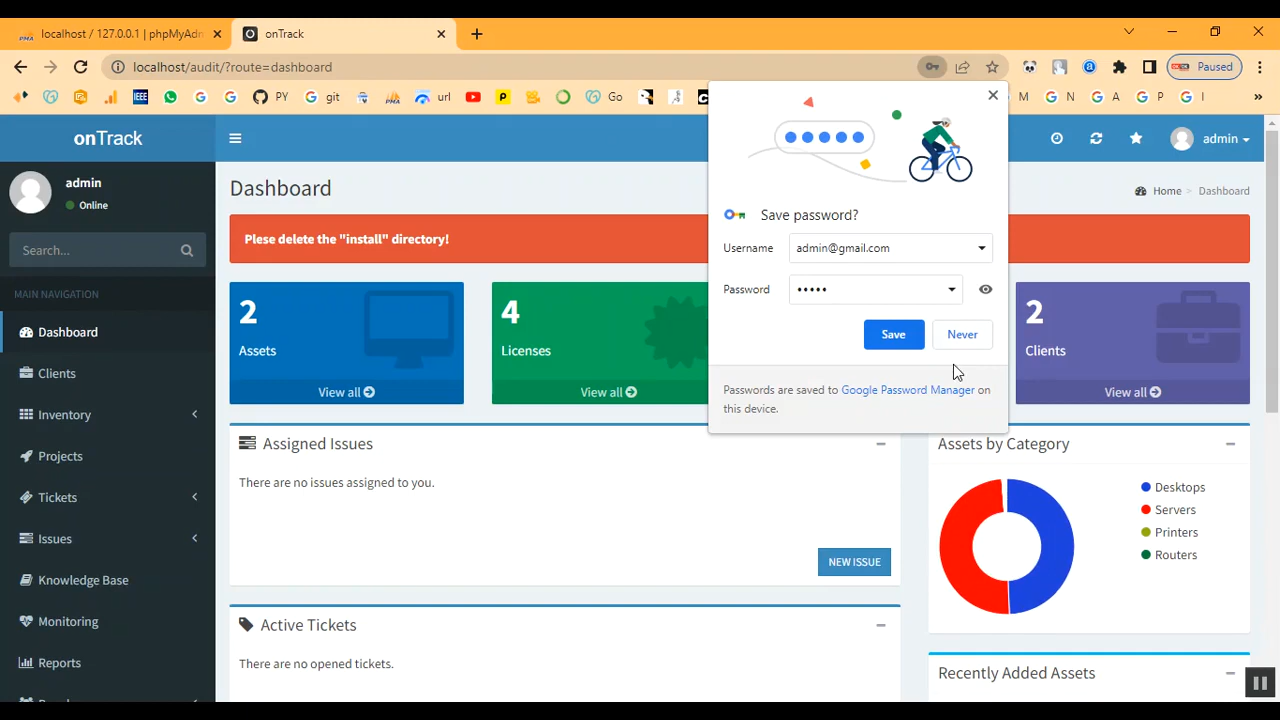 localhost / 127.0.0.1 | phpMyAdm
onTrack
localhost/audit/?route=dashboard
Paused
IEEE
PY
git
url
Go
M
N
A
P
I
onTrack
admin
admin
Online
Search...
MAIN NAVIGATION
Dashboard
Clients
Inventory
Projects
Tickets
Issues
Knowledge Base
Monitoring
Reports
Dashboard
Home > Dashboard
Plese delete the "install" directory!
2
Assets
View all
4
Licenses
View all
2
Clients
View all
Save password?
Username
admin@gmail.com
Password
•••••
Save
Never
Passwords are saved to Google Password Manager on
this device.
Assigned Issues
There are no issues assigned to you.
NEW ISSUE
Active Tickets
There are no opened tickets.
Assets by Category
Desktops
Servers
Printers
Routers
Recently Added Assets